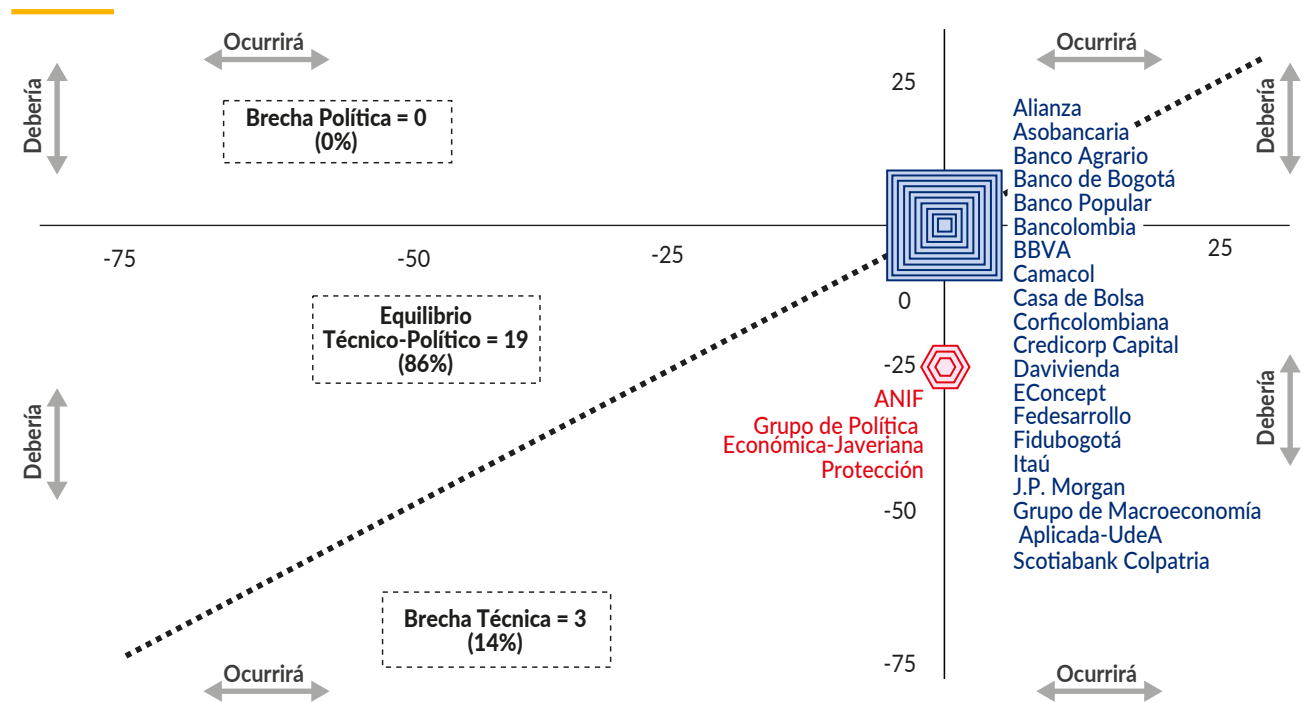 Ocurrirá
Ocurrirá
Debería
Debería
Brecha Política = 0
(0%)
25
-75
-50
-25
25
0
-25
-50
-75
Equilibrio
Técnico-Político = 19
(86%)
Alianza
Asobancaria
Banco Agrario
Banco de Bogotá
Banco Popular
Bancolombia
BBVA
Camacol
Casa de Bolsa
Corficolombiana
Credicorp Capital
Davivienda
EConcept
Fedesarrollo
Fidubogotá
Itaú
J.P. Morgan
Grupo de Macroeconomía
Aplicada-UdeA
Scotiabank Colpatria
ANIF
Grupo de Política
Económica-Javeriana
Protección
Debería
Debería
Brecha Técnica = 3
(14%)
Ocurrirá
Ocurrirá